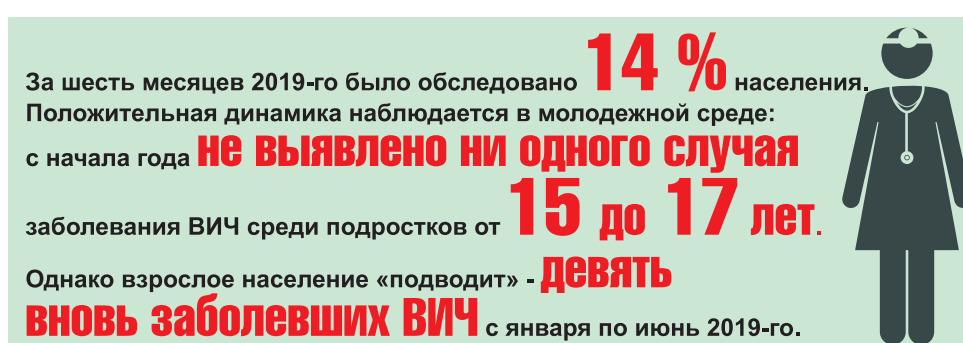 За шесть месяцев 2019-го было обследовано 14 % населения.
Положительная динамика наблюдается в молодежной среде:
с начала года не выявлено ни одного случая
заболевания ВИЧ среди подростков от 15 до 17 лет.
Однако взрослое население «подводит» - девять
вновь заболевших ВИЧ с января по июнь 2019-го.